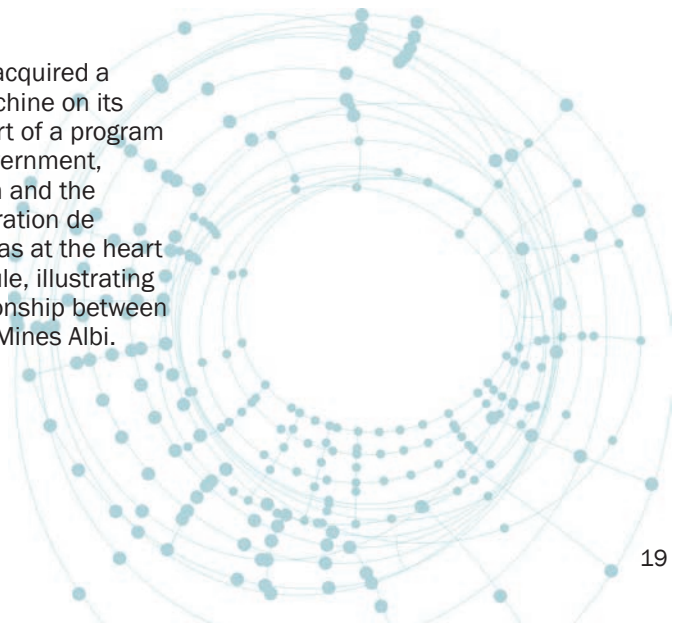 acquired a
chine on its
rt of a program
ernment,
n and the
ration de
as at the heart
ule, illustrating
onship between
Mines Albi.
19